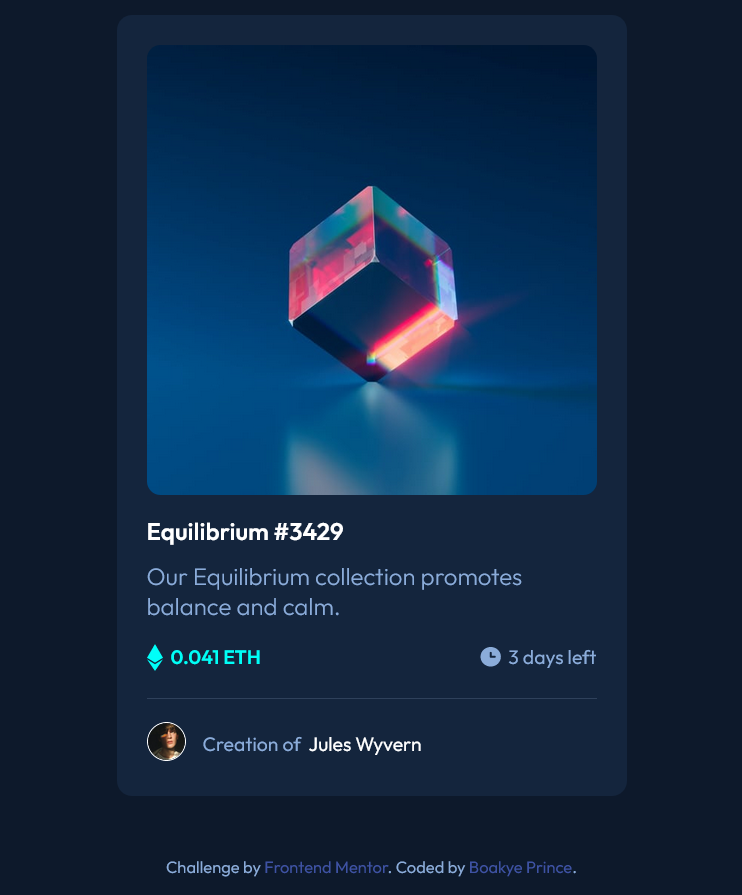 Equilibrium #3429
Our Equilibrium collection promotes
balance and calm.
0.041 ETH
3 days left
Creation of Jules Wyvern
Challenge by Frontend Mentor. Coded by Boakye Prince.